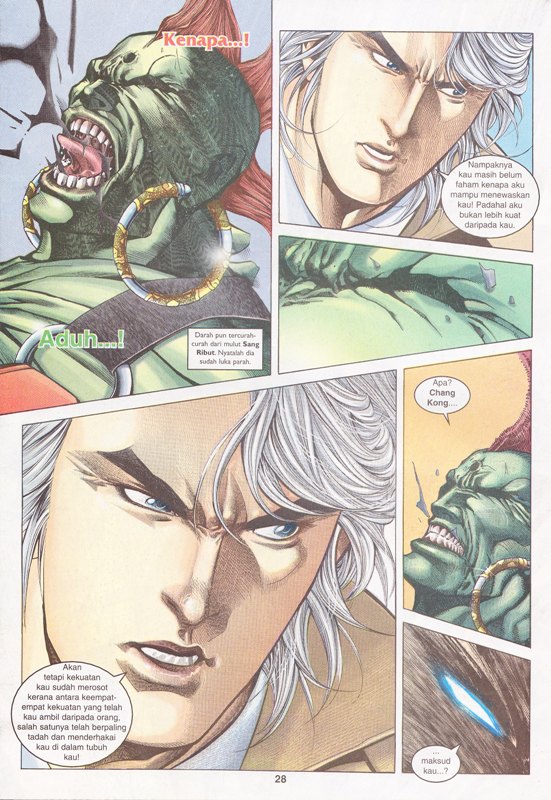 Kenapa...!
Aduh...!
Darah pun tercurah-
curah dari mulut Sang
Ribut. Nyatalah dia
sudah luka parah.
Nampaknya
kau masih belum
faham kenapa aku
mampu menewaskan
kau! Padahal aku
bukan lebih kuat
daripada kau.
Apa?
Chang
Kong....
Akan
tetapi kekuatan
kau sudah merosot
kerana antara keempat-
empat kekuatan yang telah
kau ambil daripada orang,
salah satunya telah berpaling
tadah dan menderhakai
kau di dalam tubuh
kau!
...
maksud
kau...?
28